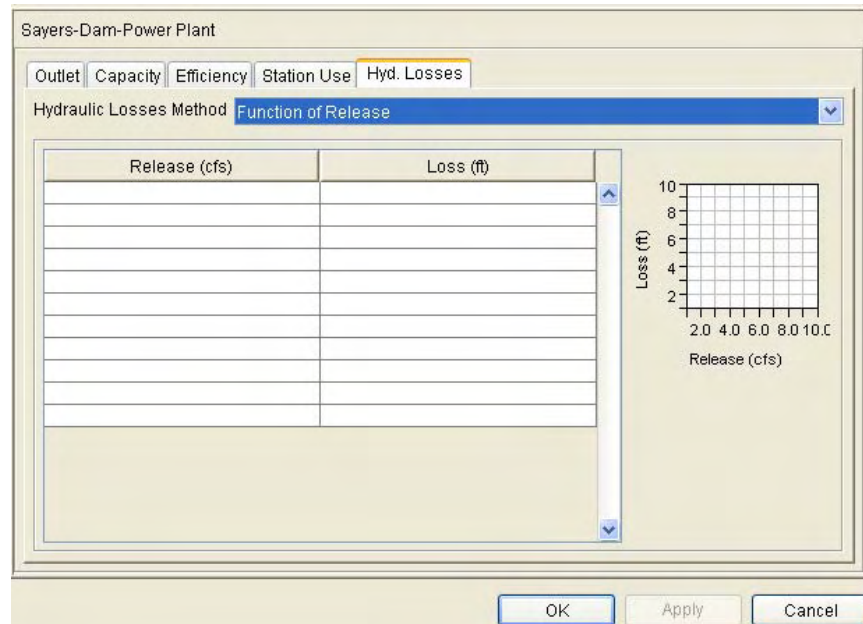 Sayers-Dam-Power Plant
Outlet Capacity Efficiency Station Use Hyd. Losses
Hydraulic Losses Method Function of Release
Release (cfs) Loss (ft)
10
8
6
4
2
Loss (ft)
2.0 4.0 6.0 8.0 10.0
Release (cfs)
OK Apply Cancel